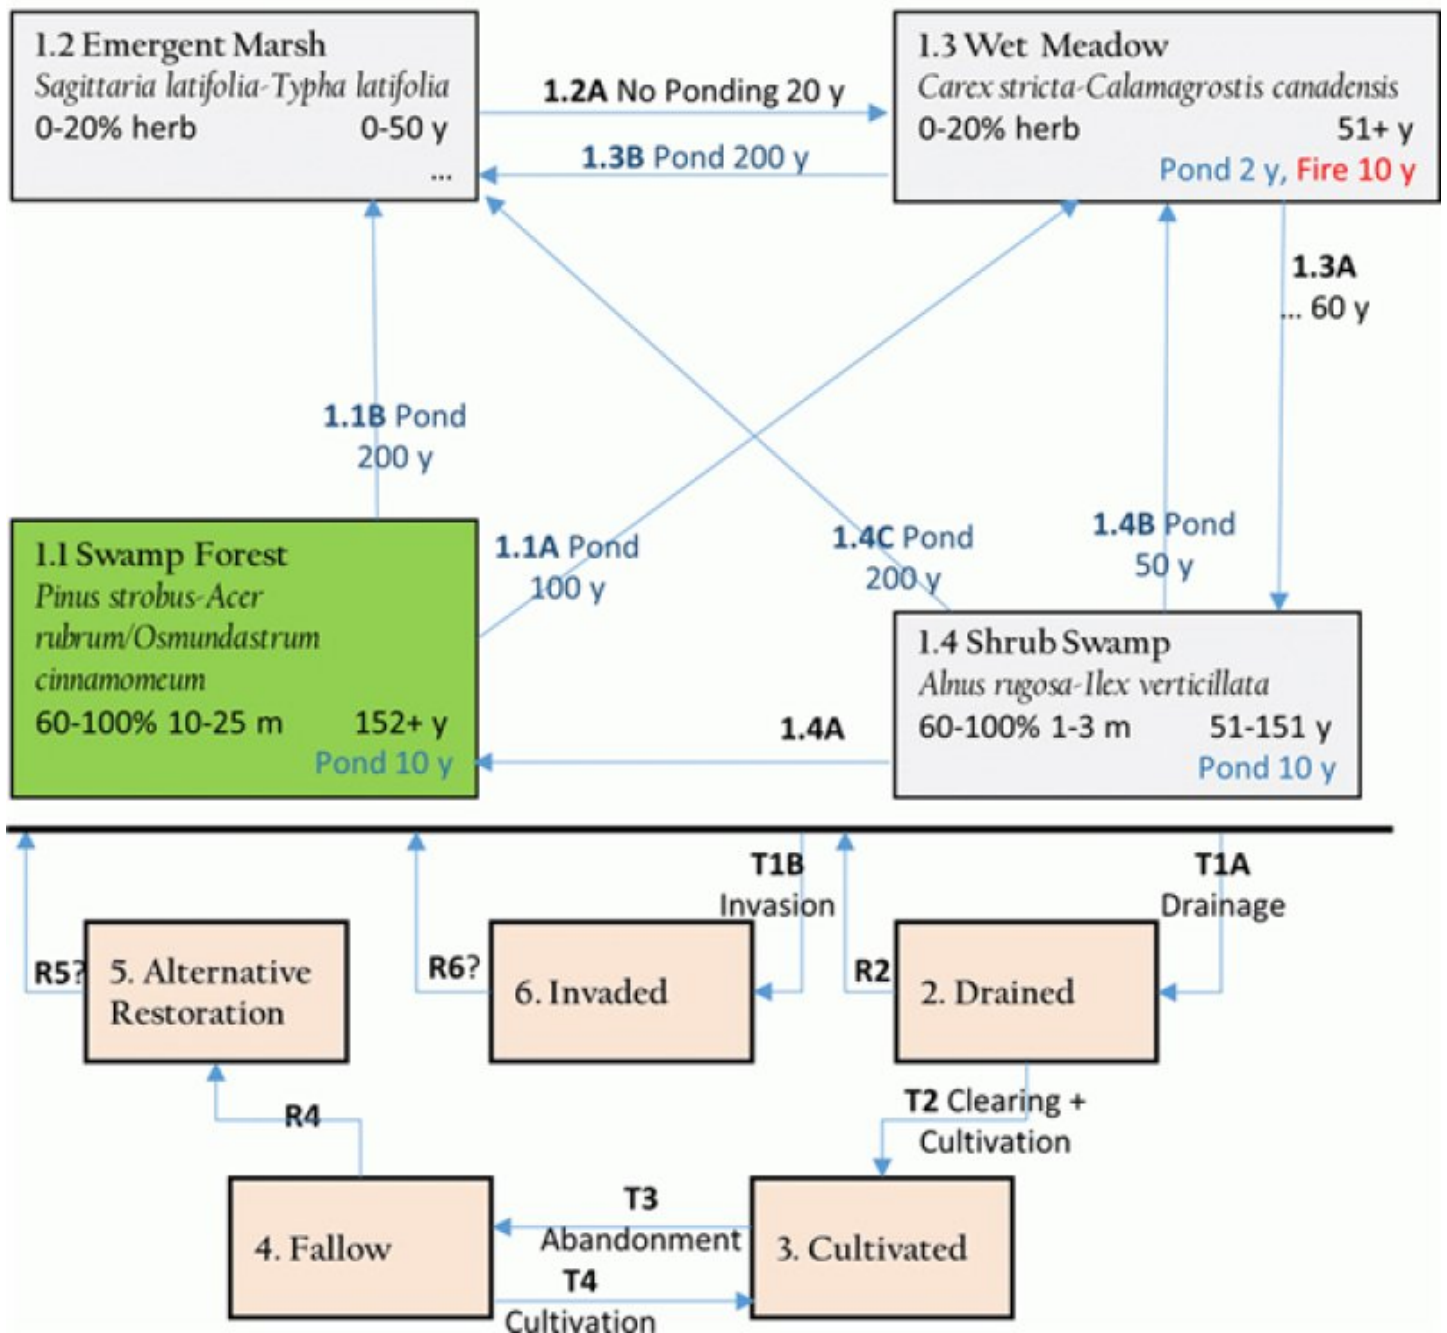 1.2 Emergent Marsh
Sagittaria latifolia-Typha latifolia
0-20% herb 0-50 y
...
1.2A No Ponding 20 y
1.3B Pond 200 y
1.3 Wet Meadow
Carex stricta-Calamagrostis canadensis
0-20% herb 51+ y
Pond 2 y, Fire 10 y
1.3A
... 60 y
1.1B Pond
200 y
1.1A Pond
100 y
1.4C Pond
200 y
1.4B Pond
50 y
1.1 Swamp Forest
Pinus strobus-Acer
rubrum/Osmundastrum
cinnamomeum
60-100% 10-25 m 152+ y
Pond 10 y
1.4A
1.4 Shrub Swamp
Alnus rugosa-Ilex verticillata
60-100% 1-3 m 51-151 y
Pond 10 y
T1B
Invasion
T1A
Drainage
R5?
5. Alternative
Restoration
R6?
6. Invaded
R2
2. Drained
R4
T2 Clearing +
Cultivation
4. Fallow
T3
Abandonment
T4
Cultivation
3. Cultivated